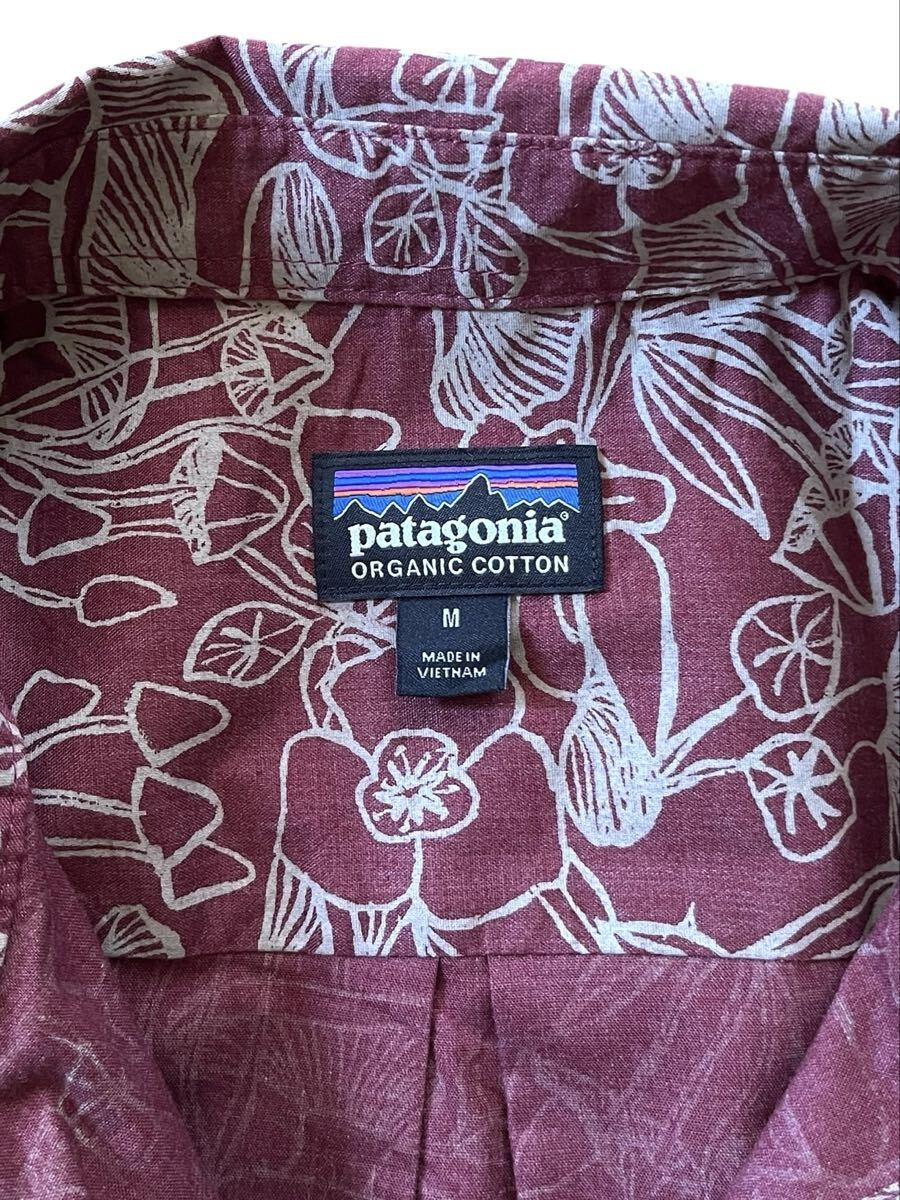 patagonia®
ORGANIC COTTON
M
MADE IN
VIETNAM